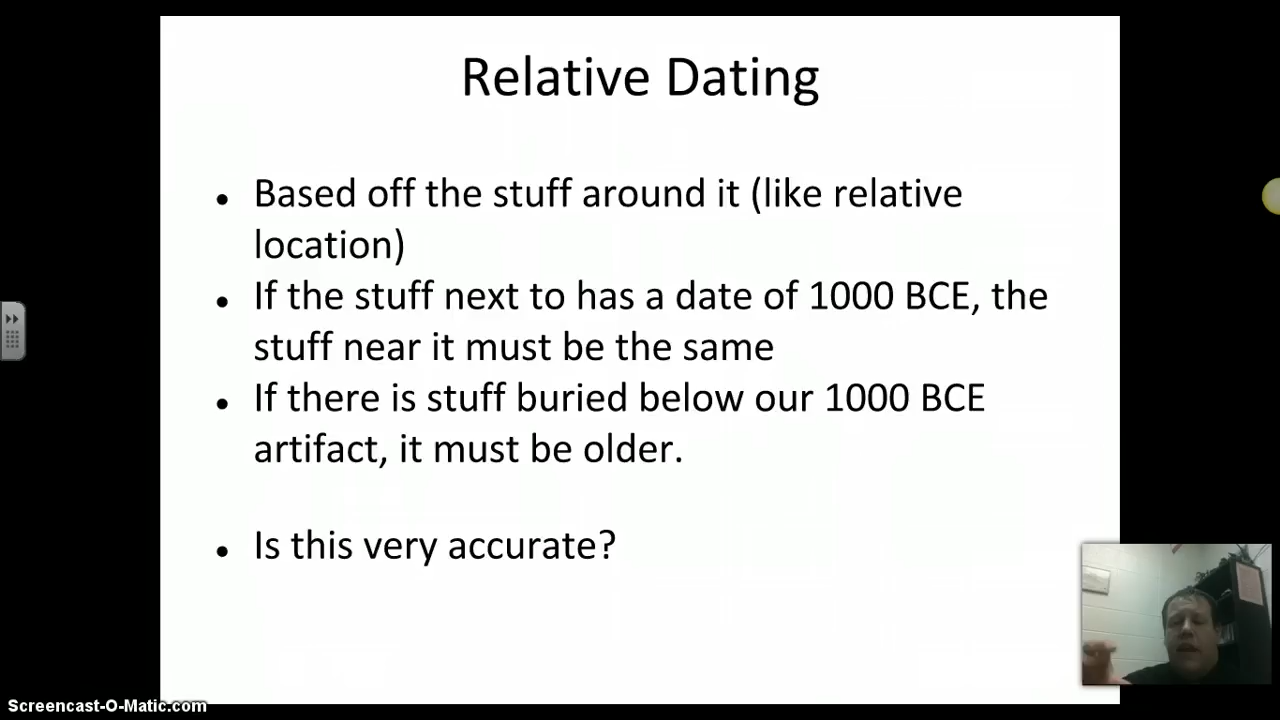 Relative Dating
• Based off the stuff around it (like relative
location)
• If the stuff next to has a date of 1000 BCE, the
stuff near it must be the same
• If there is stuff buried below our 1000 BCE
artifact, it must be older.
• Is this very accurate?
Screencast-O-Matic.com